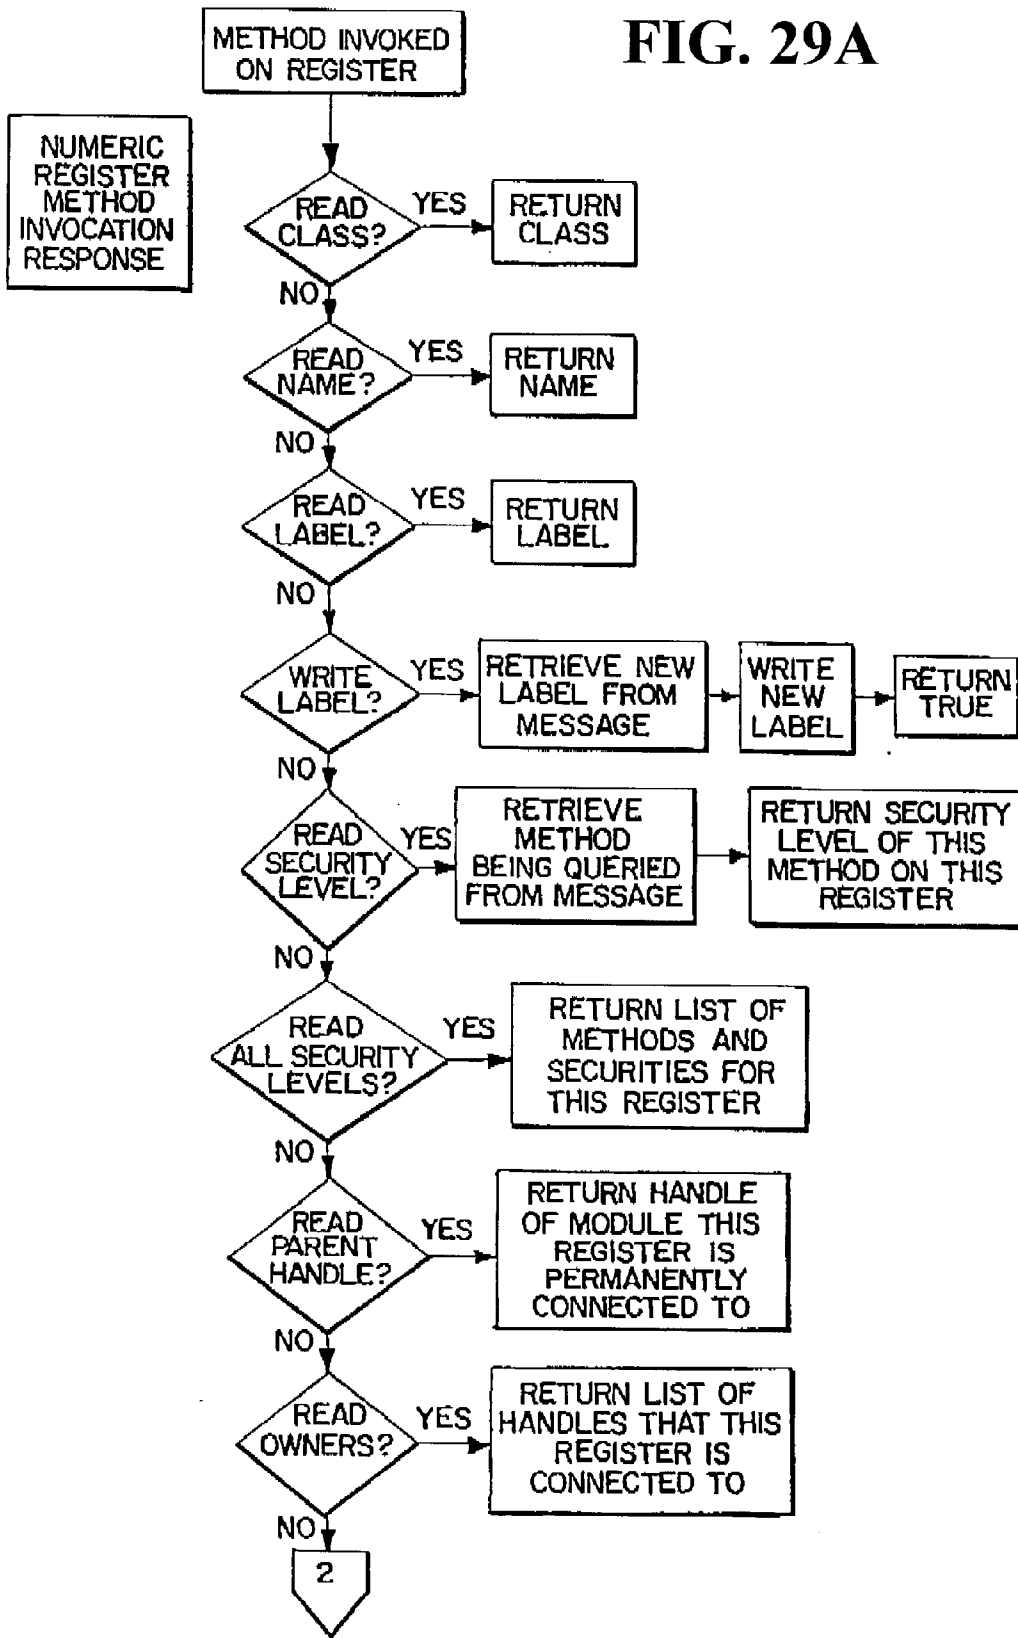 FIG. 29A
METHOD INVOKED
ON REGISTER
NUMERIC
REGISTER
METHOD
INVOCATION
RESPONSE
READ
CLASS?
YES
RETURN
CLASS
NO
READ
NAME?
YES
RETURN
NAME
NO
READ
LABEL?
YES
RETURN
LABEL
NO
WRITE
LABEL?
YES
RETRIEVE NEW
LABEL FROM
MESSAGE
WRITE
NEW
LABEL
RETURN
TRUE
NO
READ
SECURITY
LEVEL?
YES
RETRIEVE
METHOD
BEING QUERIED
FROM MESSAGE
RETURN SECURITY
LEVEL OF THIS
METHOD ON THIS
REGISTER
NO
READ
ALL SECURITY
LEVELS?
YES
RETURN LIST OF
METHODS AND
SECURITIES FOR
THIS REGISTER
NO
READ
PARENT
HANDLE?
YES
RETURN HANDLE
OF MODULE THIS
REGISTER IS
PERMANENTLY
CONNECTED TO
NO
READ
OWNERS?
YES
RETURN LIST OF
HANDLES THAT THIS
REGISTER IS
CONNECTED TO
NO
2